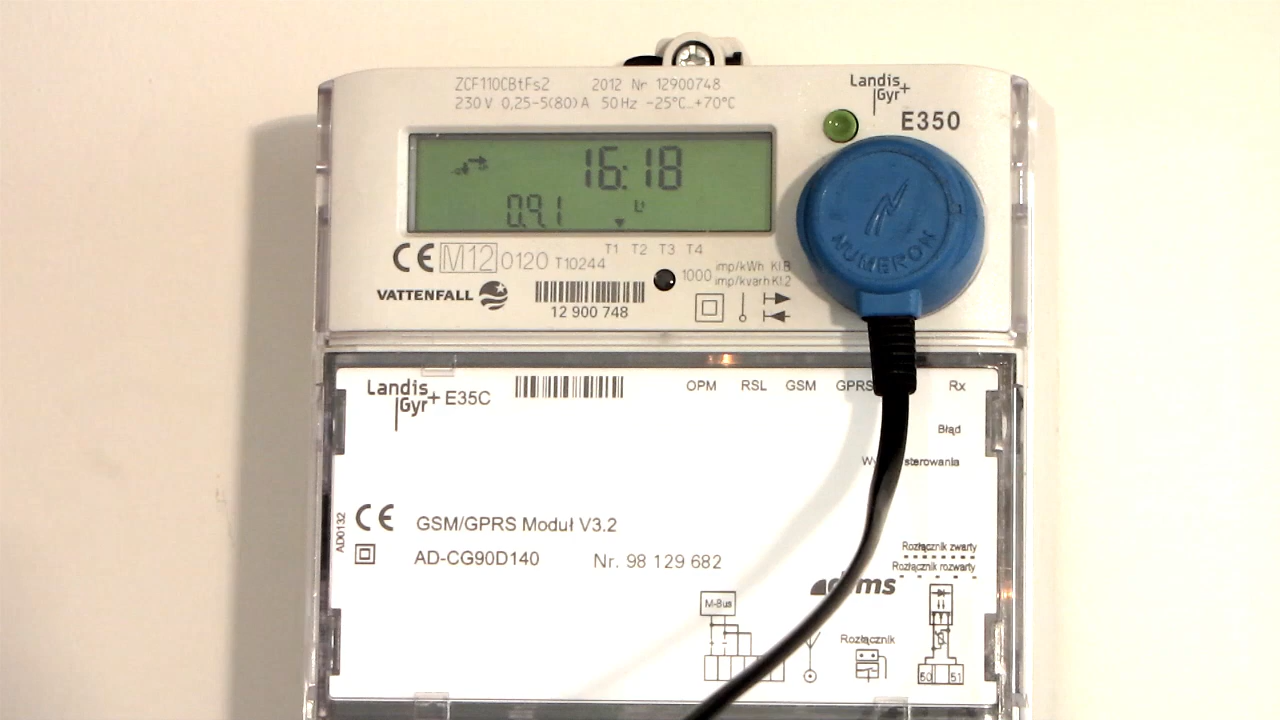 ZCF110CBtFs2 2012 Nr 12900748
230 V 0,25-5(80) A 50 Hz -25°C...+70°C
Landis
Gyr+
E350
16:18
0.9.1 L1
NUMERON
T1 T2 T3 T4
CE M12 0120 T10244
1000 imp/kWh Kl.B
imp/kvarh Kl.2
VATTENFALL
12 900 748
Landis
Gyr+ E35C
OPM RSL GSM GPRS Rx
Błąd
sterowania
AD0132
CE GSM/GPRS Moduł V3.2
AD-CG90D140 Nr. 98 129 682
Rozłącznik zwarty
Rozłącznik rozwarty
M-Bus
Rozłącznik
50 51